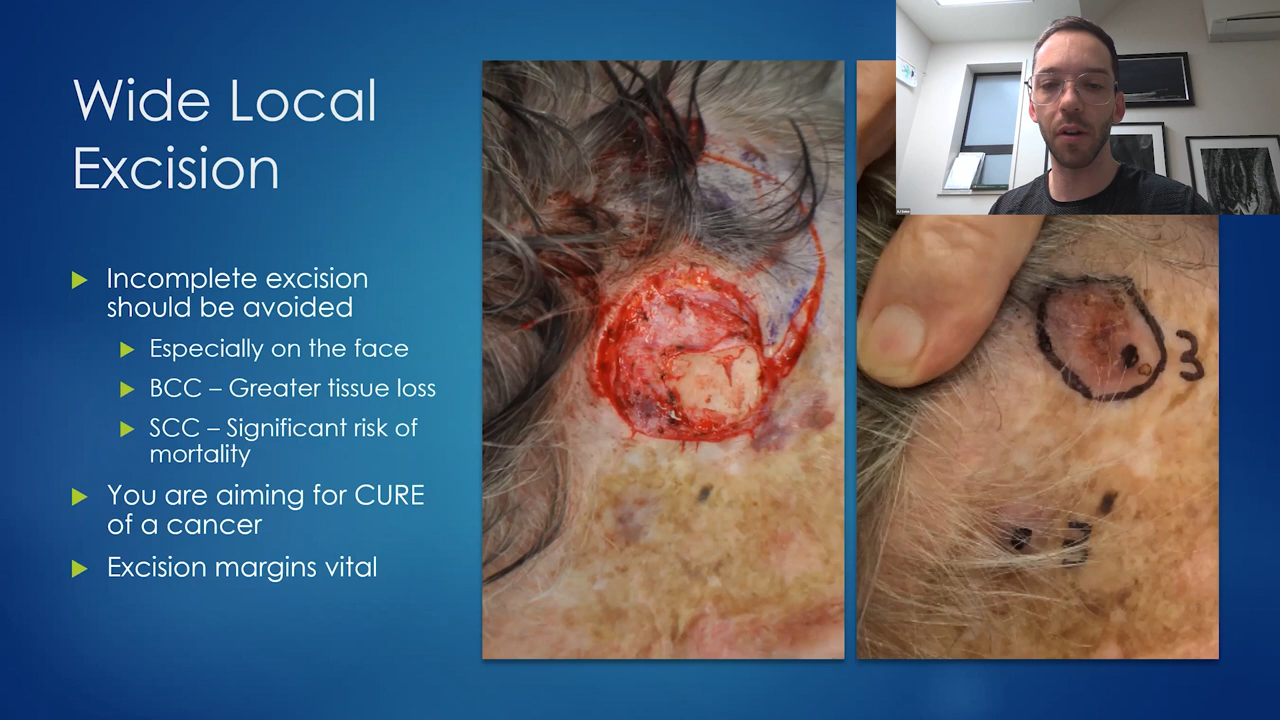 Wide Local
Excision
Incomplete excision
should be avoided
Especially on the face
BCC – Greater tissue loss
SCC – Significant risk of
mortality
You are aiming for CURE
of a cancer
Excision margins vital
3
2